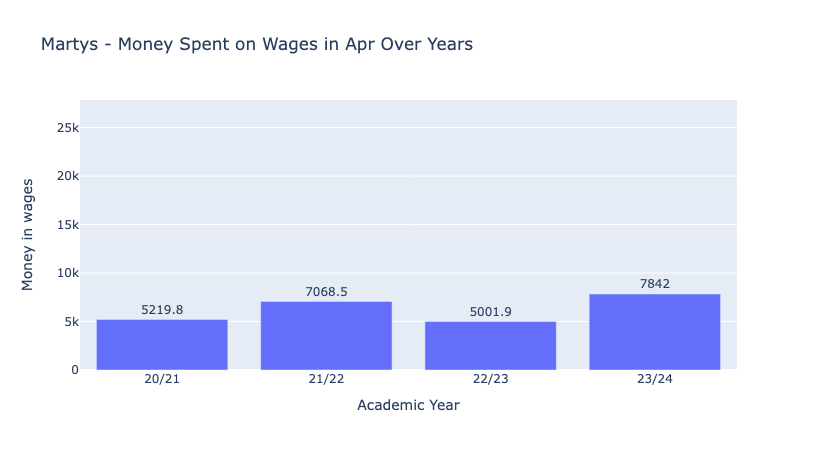 Martys - Money Spent on Wages in Apr Over Years
Money in wages
25k
20k
15k
10k
5k
0
5219.8
7068.5
5001.9
7842
20/21
21/22
22/23
23/24
Academic Year